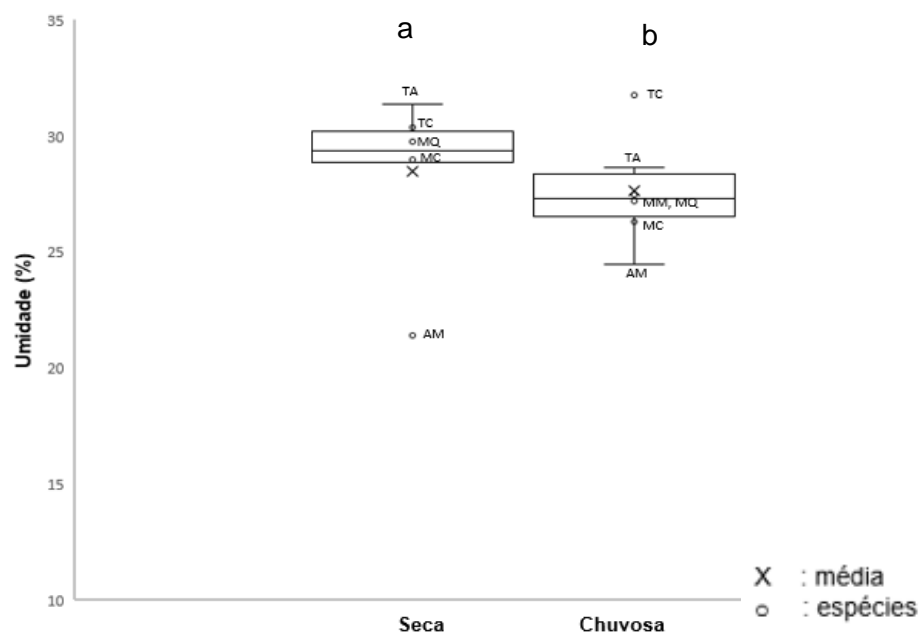 35
a
b
TA
TC
30
TC
MQ
TA
MC
MM, MQ
MC
25
AM
AM
20
15
10
Umidade (%)
Seca
Chuvosa
X : média
o : espécies